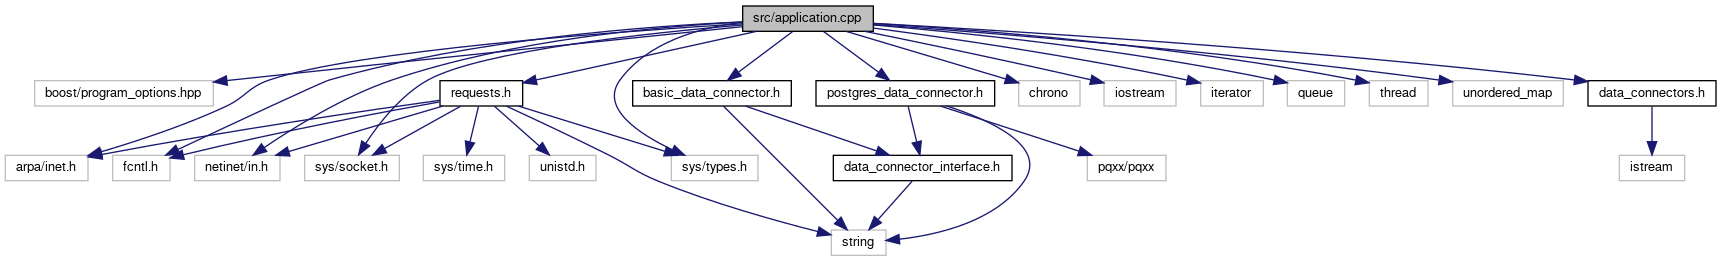 src/application.cpp
boost/program_options.hpp
requests.h
basic_data_connector.h
postgres_data_connector.h
chrono
iostream
iterator
queue
thread
unordered_map
data_connectors.h
arpa/inet.h
fcntl.h
netinet/in.h
sys/socket.h
sys/time.h
unistd.h
sys/types.h
data_connector_interface.h
pqxx/pqxx
istream
string